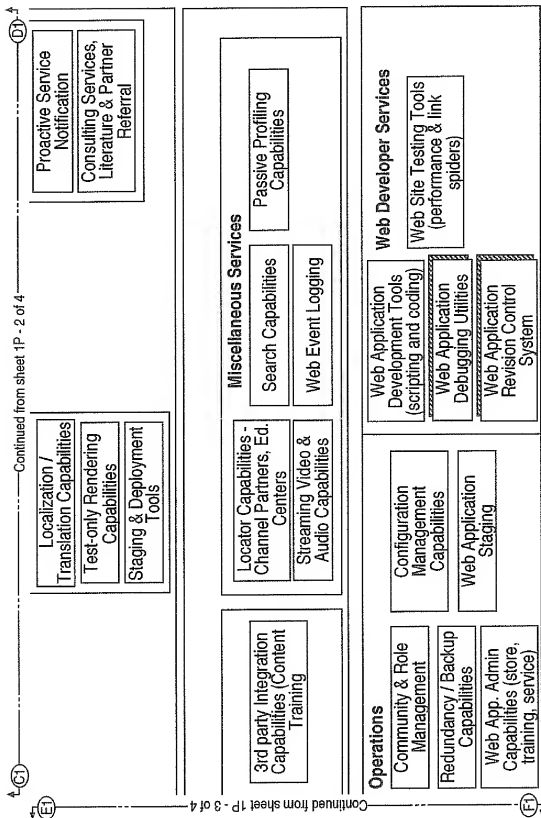 Continued from sheet 1P - 2 of 4
C1
D1
E1
Continued from sheet 1P - 3 of 4
F1
Localization /
Translation Capabilities
Test-only Rendering
Capabilities
Staging & Deployment
Tools
Proactive Service
Notification
Consulting Services,
Literature & Partner
Referral
3rd party Integration
Capabilities (Content
Training
Miscellaneous Services
Locator Capabilities -
Channel Partners, Ed.
Centers
Streaming Video &
Audio Capabilities
Search Capabilities
Web Event Logging
Passive Profiling
Capabilities
Operations
Community & Role
Management
Redundancy / Backup
Capabilities
Web App. Admin
Capabilities (store,
training, service)
Configuration
Management
Capabilities
Web Application
Staging
Web Developer Services
Web Application
Development Tools
(scripting and coding)
Web Application
Debugging Utilities
Web Application
Revision Control
System
Web Site Testing Tools
(performance & link
spiders)